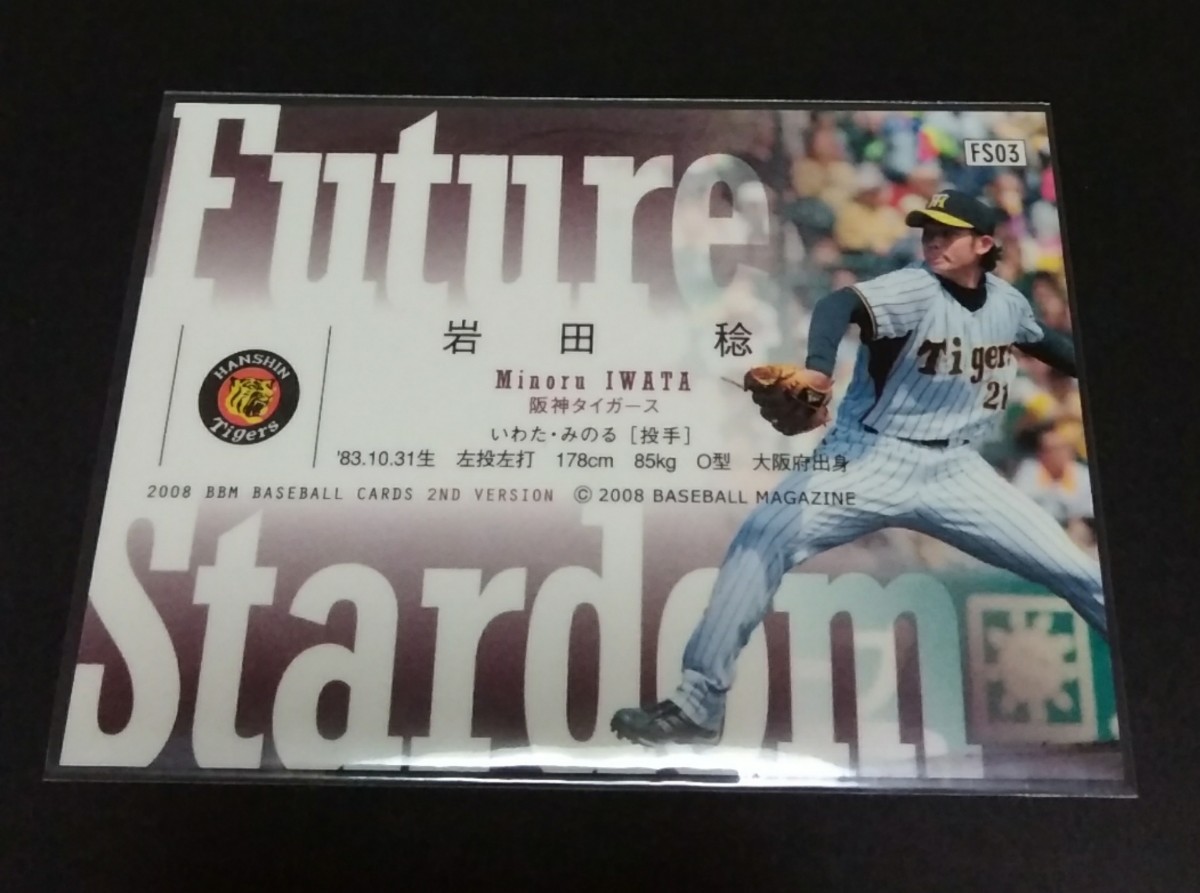 Future
FS03
岩田 稔
Minoru IWATA
阪神タイガース
いわた・みのる［投手］
'83.10.31生 左投左打 178cm 85kg O型 大阪府出身
2008 BBM BASEBALL CARDS 2ND VERSION © 2008 BASEBALL MAGAZINE
HANSHIN
Tigers
Tigers
21
Stardom